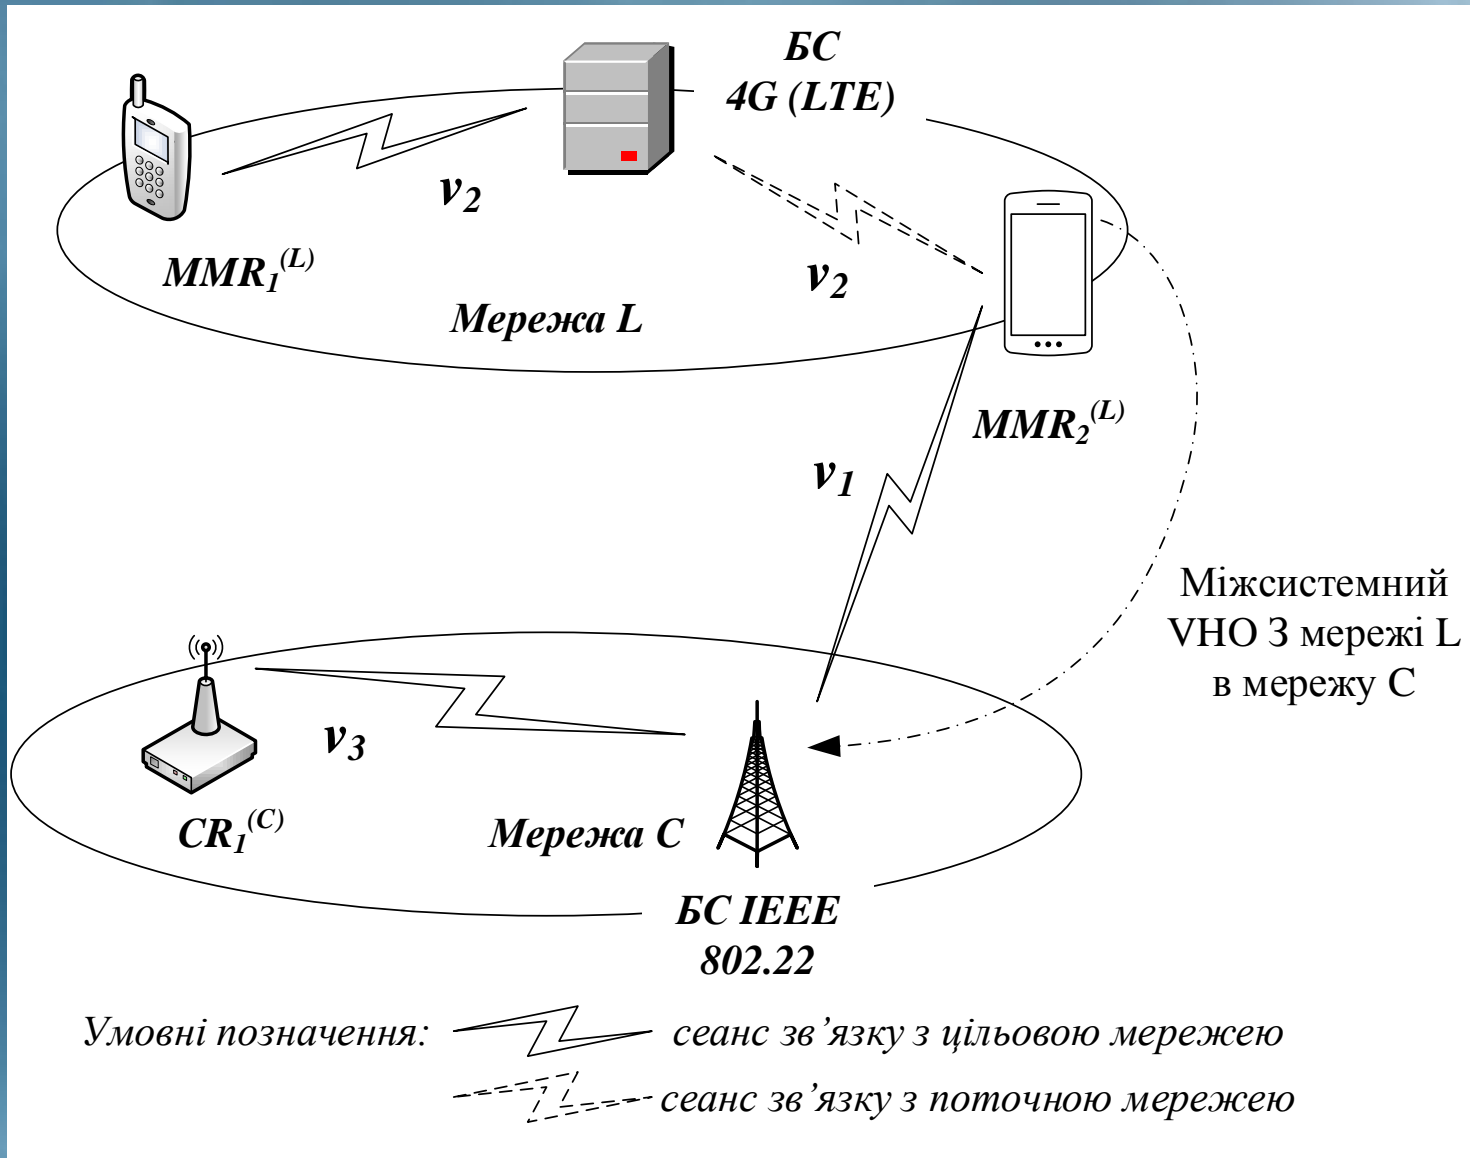 БС
4G (LTE)
v2
MMR1(L)
v2
Мережа L
MMR2(L)
v1
Міжсистемний
VHO З мережі L
в мережу С
v3
CR1(C)
Мережа С
БС IEEE
802.22
Умовні позначення:
сеанс зв’язку з цільовою мережею
сеанс зв’язку з поточною мережею